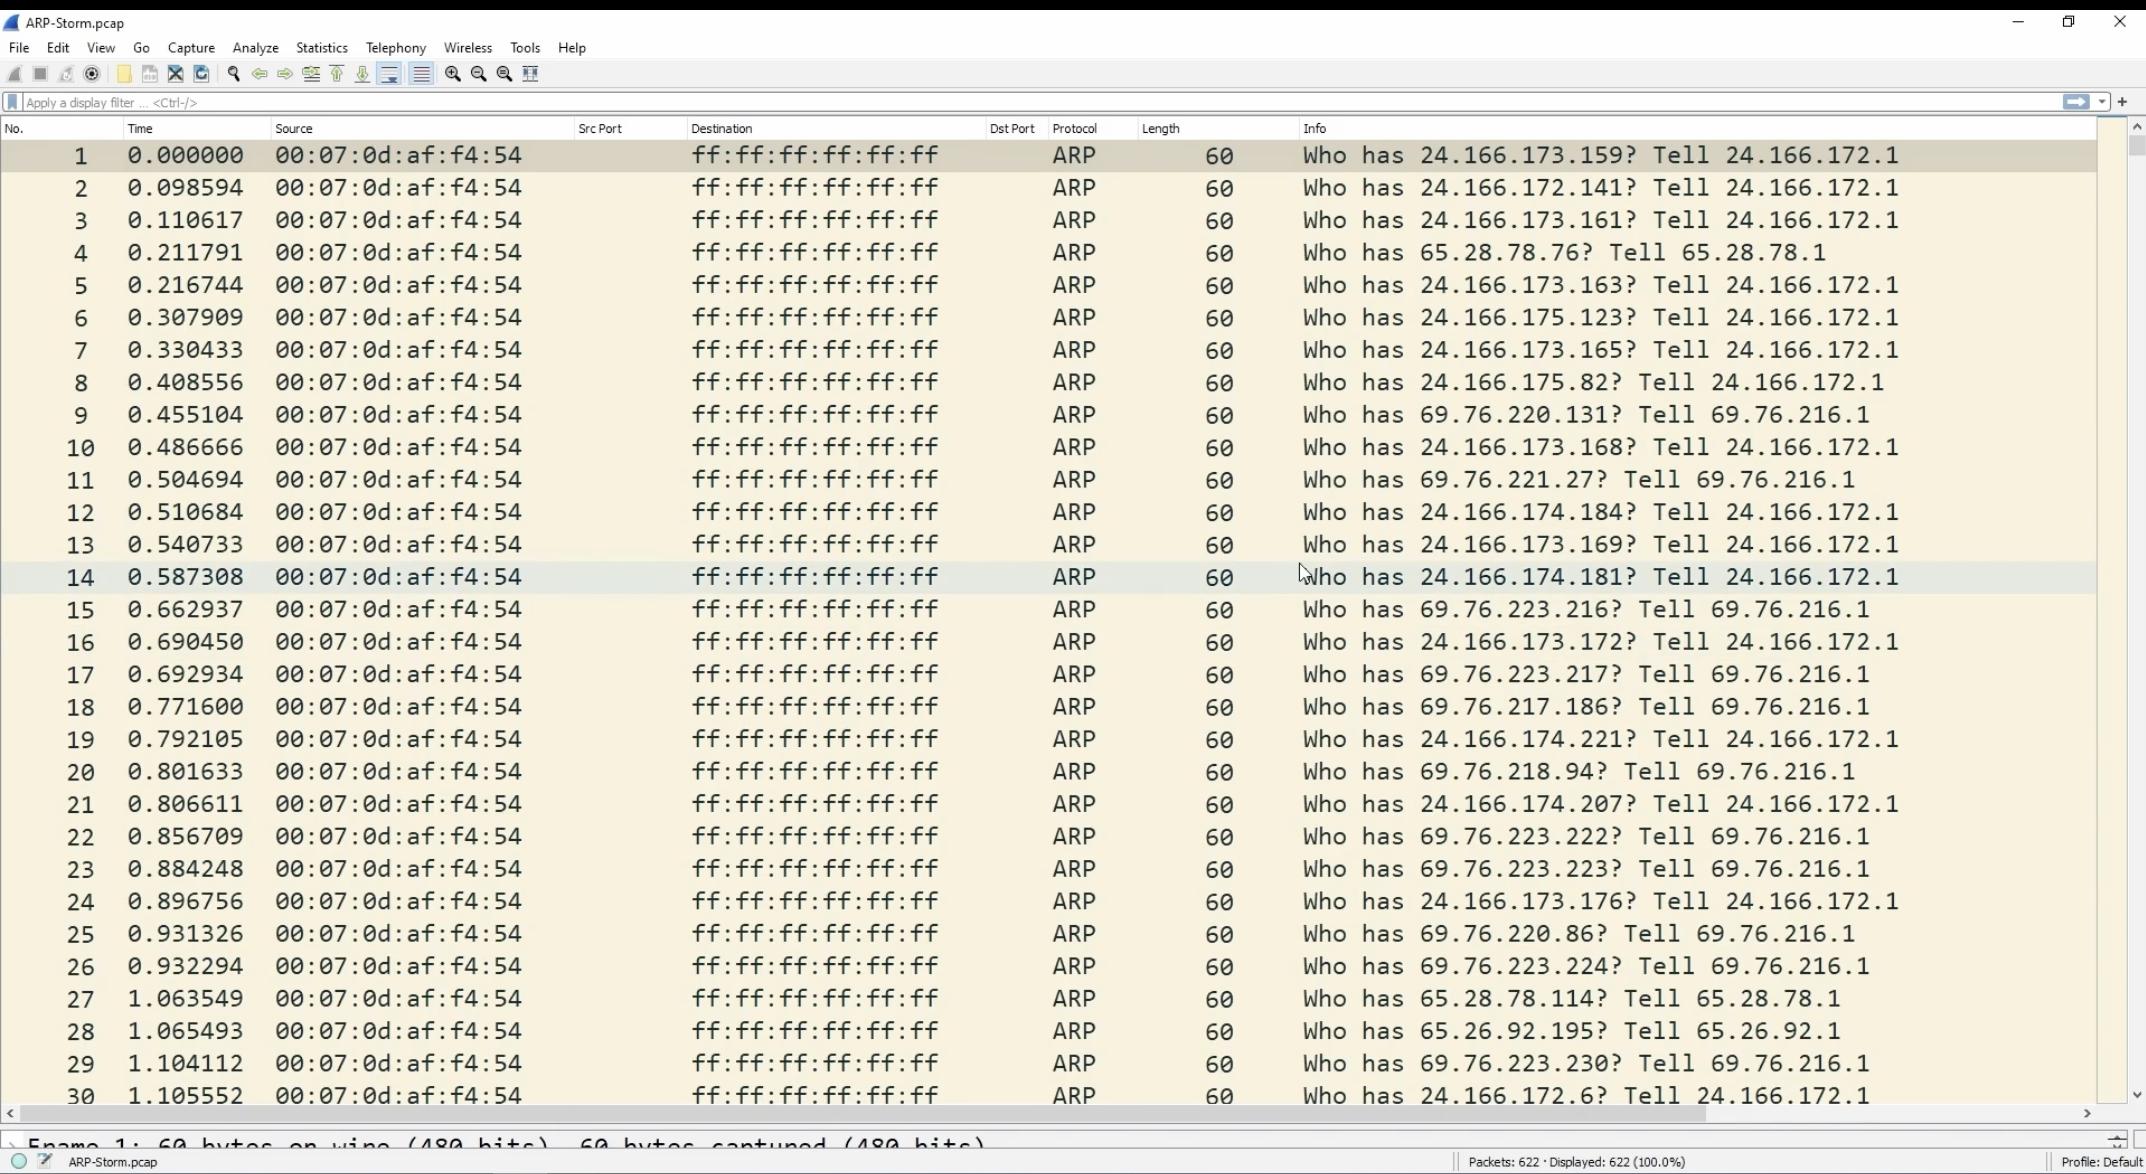 ARP-Storm.pcap
File Edit View Go Capture Analyze Statistics Telephony Wireless Tools Help
Apply a display filter ... <Ctrl-/>
No. Time Source Src Port Destination Dst Port Protocol Length Info
1 0.000000 00:07:0d:af:f4:54 ff:ff:ff:ff:ff:ff ARP 60 Who has 24.166.173.159? Tell 24.166.172.1
2 0.098594 00:07:0d:af:f4:54 ff:ff:ff:ff:ff:ff ARP 60 Who has 24.166.172.141? Tell 24.166.172.1
3 0.110617 00:07:0d:af:f4:54 ff:ff:ff:ff:ff:ff ARP 60 Who has 24.166.173.161? Tell 24.166.172.1
4 0.211791 00:07:0d:af:f4:54 ff:ff:ff:ff:ff:ff ARP 60 Who has 65.28.78.76? Tell 65.28.78.1
5 0.216744 00:07:0d:af:f4:54 ff:ff:ff:ff:ff:ff ARP 60 Who has 24.166.173.163? Tell 24.166.172.1
6 0.307909 00:07:0d:af:f4:54 ff:ff:ff:ff:ff:ff ARP 60 Who has 24.166.175.123? Tell 24.166.172.1
7 0.330433 00:07:0d:af:f4:54 ff:ff:ff:ff:ff:ff ARP 60 Who has 24.166.173.165? Tell 24.166.172.1
8 0.408556 00:07:0d:af:f4:54 ff:ff:ff:ff:ff:ff ARP 60 Who has 24.166.175.82? Tell 24.166.172.1
9 0.455104 00:07:0d:af:f4:54 ff:ff:ff:ff:ff:ff ARP 60 Who has 69.76.220.131? Tell 69.76.216.1
10 0.486666 00:07:0d:af:f4:54 ff:ff:ff:ff:ff:ff ARP 60 Who has 24.166.173.168? Tell 24.166.172.1
11 0.504694 00:07:0d:af:f4:54 ff:ff:ff:ff:ff:ff ARP 60 Who has 69.76.221.27? Tell 69.76.216.1
12 0.510684 00:07:0d:af:f4:54 ff:ff:ff:ff:ff:ff ARP 60 Who has 24.166.174.184? Tell 24.166.172.1
13 0.540733 00:07:0d:af:f4:54 ff:ff:ff:ff:ff:ff ARP 60 Who has 24.166.173.169? Tell 24.166.172.1
14 0.587308 00:07:0d:af:f4:54 ff:ff:ff:ff:ff:ff ARP 60 Who has 24.166.174.181? Tell 24.166.172.1
15 0.662937 00:07:0d:af:f4:54 ff:ff:ff:ff:ff:ff ARP 60 Who has 69.76.223.216? Tell 69.76.216.1
16 0.690450 00:07:0d:af:f4:54 ff:ff:ff:ff:ff:ff ARP 60 Who has 24.166.173.172? Tell 24.166.172.1
17 0.692934 00:07:0d:af:f4:54 ff:ff:ff:ff:ff:ff ARP 60 Who has 69.76.223.217? Tell 69.76.216.1
18 0.771600 00:07:0d:af:f4:54 ff:ff:ff:ff:ff:ff ARP 60 Who has 69.76.217.186? Tell 69.76.216.1
19 0.792105 00:07:0d:af:f4:54 ff:ff:ff:ff:ff:ff ARP 60 Who has 24.166.174.221? Tell 24.166.172.1
20 0.801633 00:07:0d:af:f4:54 ff:ff:ff:ff:ff:ff ARP 60 Who has 69.76.218.94? Tell 69.76.216.1
21 0.806611 00:07:0d:af:f4:54 ff:ff:ff:ff:ff:ff ARP 60 Who has 24.166.174.207? Tell 24.166.172.1
22 0.856709 00:07:0d:af:f4:54 ff:ff:ff:ff:ff:ff ARP 60 Who has 69.76.223.222? Tell 69.76.216.1
23 0.884248 00:07:0d:af:f4:54 ff:ff:ff:ff:ff:ff ARP 60 Who has 69.76.223.223? Tell 69.76.216.1
24 0.896756 00:07:0d:af:f4:54 ff:ff:ff:ff:ff:ff ARP 60 Who has 24.166.173.176? Tell 24.166.172.1
25 0.931326 00:07:0d:af:f4:54 ff:ff:ff:ff:ff:ff ARP 60 Who has 69.76.220.86? Tell 69.76.216.1
26 0.932294 00:07:0d:af:f4:54 ff:ff:ff:ff:ff:ff ARP 60 Who has 69.76.223.224? Tell 69.76.216.1
27 1.063549 00:07:0d:af:f4:54 ff:ff:ff:ff:ff:ff ARP 60 Who has 65.28.78.114? Tell 65.28.78.1
28 1.065493 00:07:0d:af:f4:54 ff:ff:ff:ff:ff:ff ARP 60 Who has 65.26.92.195? Tell 65.26.92.1
29 1.104112 00:07:0d:af:f4:54 ff:ff:ff:ff:ff:ff ARP 60 Who has 69.76.223.230? Tell 69.76.216.1
30 1.105552 00:07:0d:af:f4:54 ff:ff:ff:ff:ff:ff ARP 60 Who has 24.166.172.6? Tell 24.166.172.1
Frame 1: 60 bytes on wire (480 bits), 60 bytes captured (480 bits)
ARP-Storm.pcap Packets: 622 · Displayed: 622 (100.0%) Profile: Default